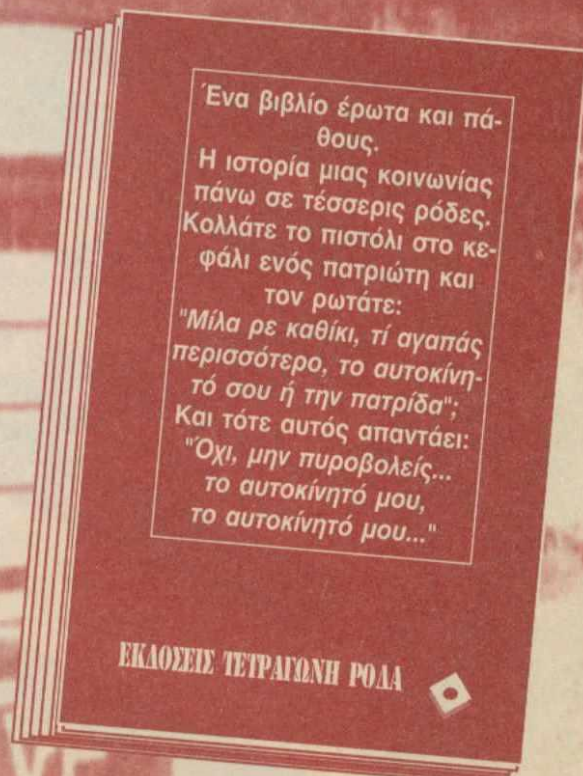 Ένα βιβλίο έρωτα και πά-
θους.
Η ιστορία μιας κοινωνίας
πάνω σε τέσσερις ρόδες.
Κολλάτε το πιστόλι στο κε-
φάλι ενός πατριώτη και
τον ρωτάτε:
"Μίλα ρε καθίκι, τί αγαπάς
περισσότερο, το αυτοκίνη-
τό σου ή την πατρίδα";
Και τότε αυτός απαντάει:
"Όχι, μην πυροβολείς...
το αυτοκίνητό μου,
το αυτοκίνητό μου..."
ΕΚΔΟΣΕΙΣ ΤΕΤΡΑΓΩΝΗ ΡΟΔΑ